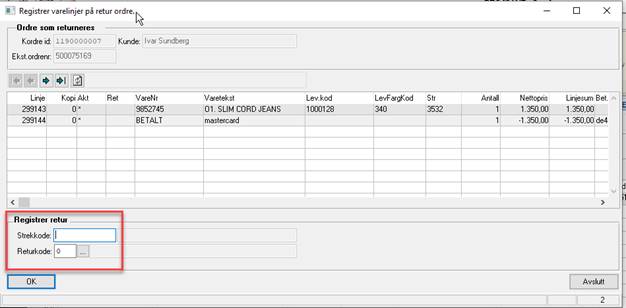 Registrer varelinjer på retur ordre.
Ordre som returneres
Kordre id: 1190000007 Kunde: Ivar Sundberg
Ekst.ordrenr: 500075169
Linje Kopi Akt Ret VareNr Varetekst Lev.kod LevFargKod Str Antall Nettopris Linjesum Bet.
299143 0 * 9852745 O1. SLIM CORD JEANS 1000128 340 3532 1 1.350,00 1.350,00
299144 0 * BETALT mastercard 1 -1.350,00 -1.350,00 de4
Registrer retur
Strekkode:
Returkode: 0 ...
OK Avslutt
2